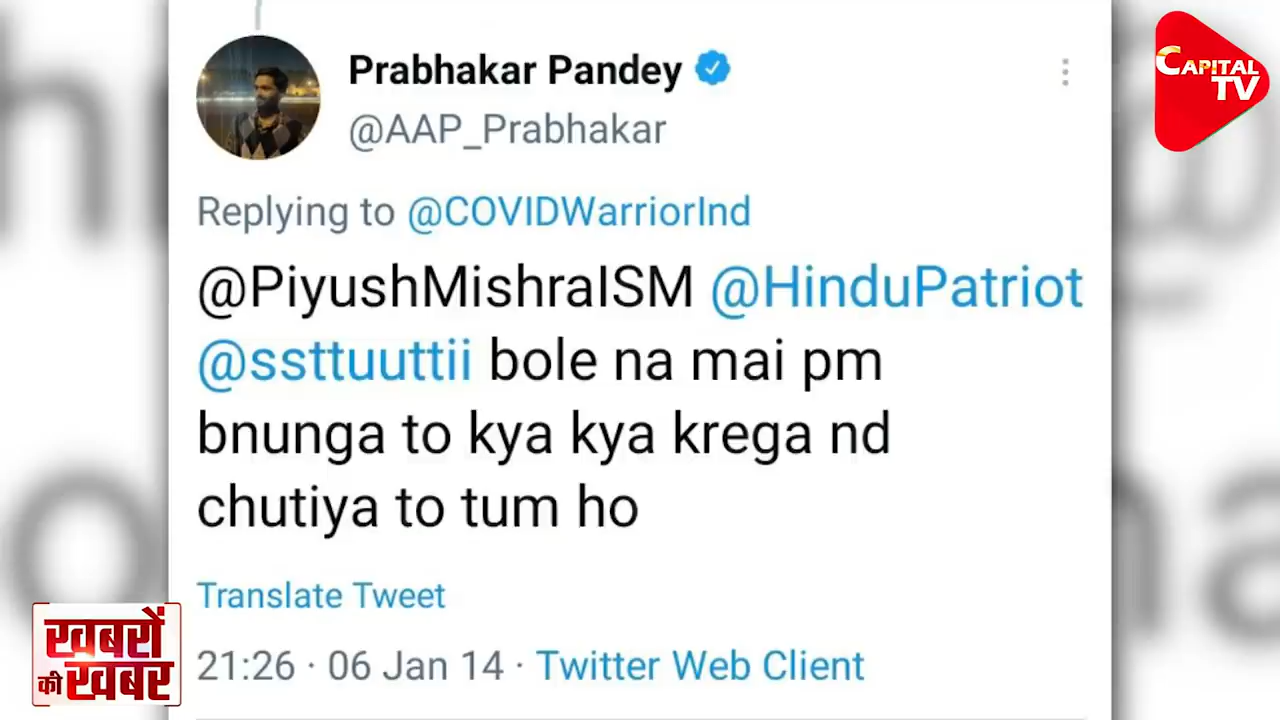 Prabhakar Pandey
@AAP_Prabhakar
Replying to @COVIDWarriorInd
@PiyushMishraISM @HinduPatriot
@ssttuuttii bole na mai pm
bnunga to kya kya krega nd
chutiya to tum ho
Translate Tweet
21:26 · 06 Jan 14 · Twitter Web Client
CAPITAL
TV
खबरों
की खबर